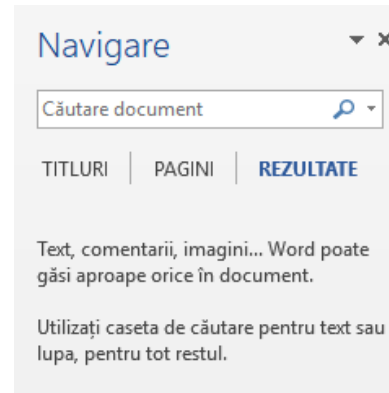 Navigare
Căutare document
TITLURI PAGINI REZULTATE
Text, comentarii, imagini... Word poate
găsi aproape orice în document.
Utilizați caseta de căutare pentru text sau
lupa, pentru tot restul.